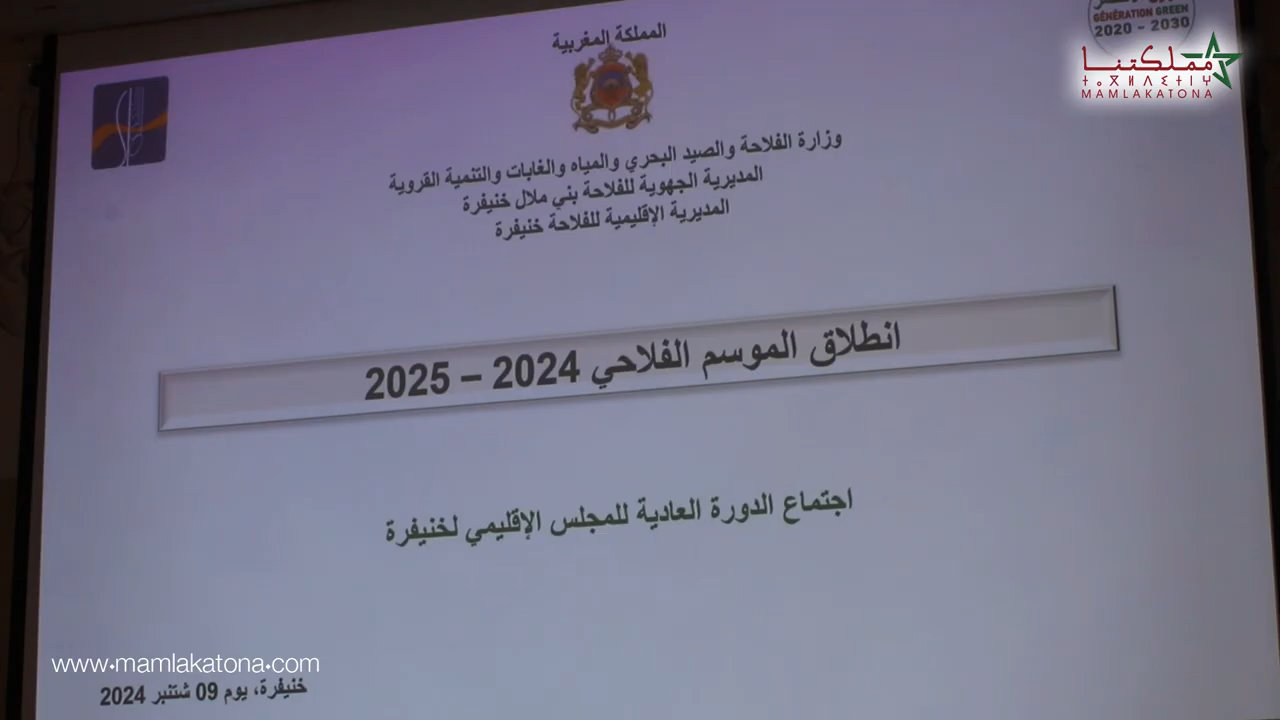 المملكة المغربية
GÉNÉRATION GREEN
2020 - 2030
مملكتنا
ⵜⴰⴳⵍⴷⵉⵜⵏⵖ
MAMLAKATONA
وزارة الفلاحة والصيد البحري والمياه والغابات والتنمية القروية
المديرية الجهوية للفلاحة بني ملال خنيفرة
المديرية الإقليمية للفلاحة خنيفرة
انطلاق الموسم الفلاحي 2024 – 2025
اجتماع الدورة العادية للمجلس الإقليمي لخنيفرة
www.mamlakatona.com
خنيفرة، يوم 09 شتنبر 2024